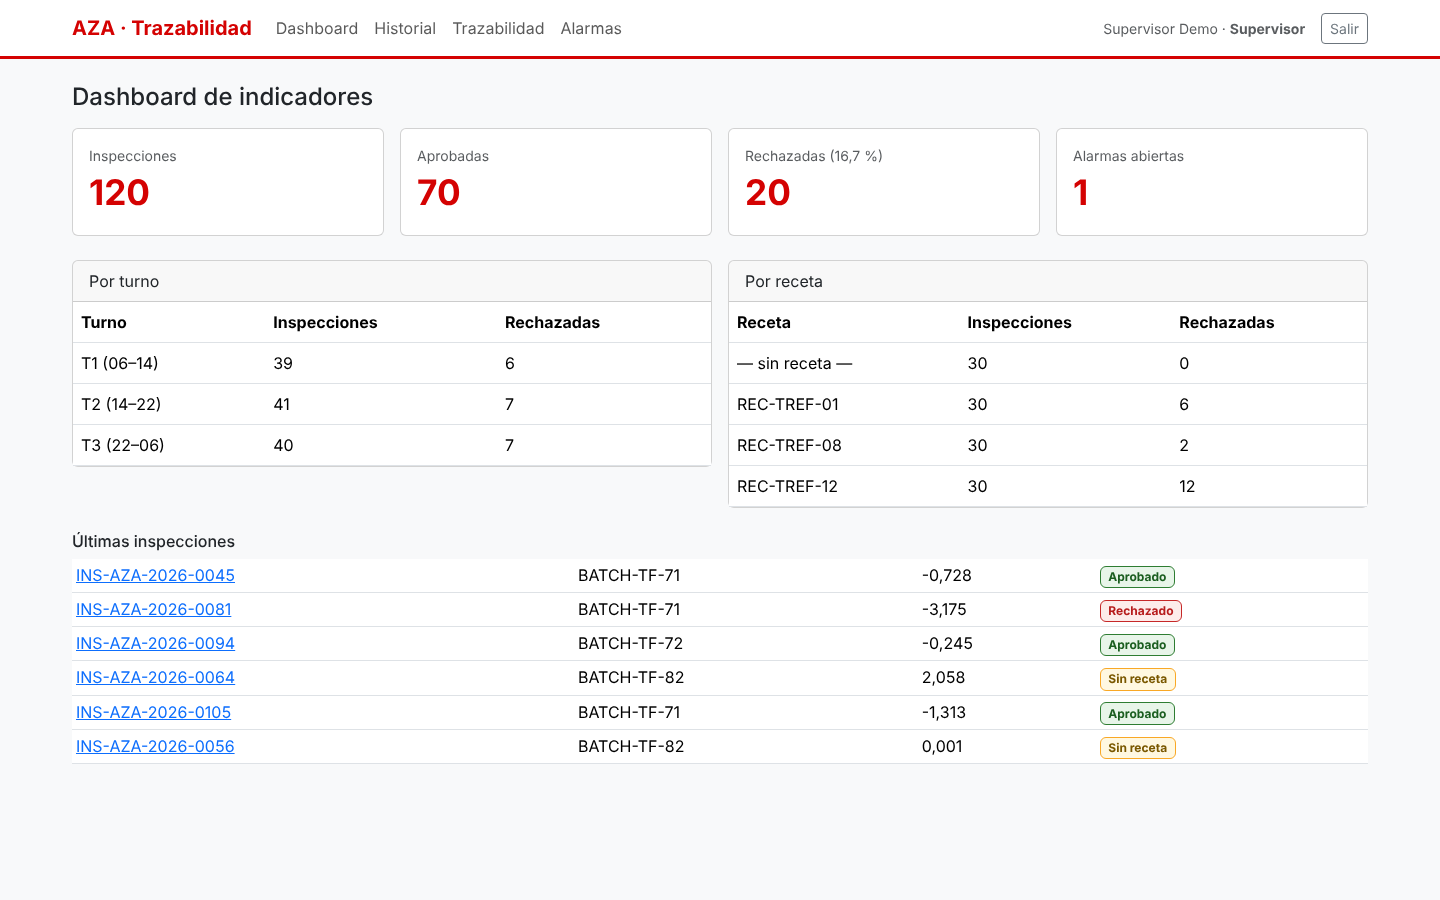 AZA · Trazabilidad Dashboard Historial Trazabilidad Alarmas Supervisor Demo · Supervisor Salir
Dashboard de indicadores
Inspecciones
120
Aprobadas
70
Rechazadas (16,7 %)
20
Alarmas abiertas
1
Por turno
Turno Inspecciones Rechazadas
T1 (06–14) 39 6
T2 (14–22) 41 7
T3 (22–06) 40 7
Por receta
Receta Inspecciones Rechazadas
— sin receta — 30 0
REC-TREF-01 30 6
REC-TREF-08 30 2
REC-TREF-12 30 12
Últimas inspecciones
INS-AZA-2026-0045 BATCH-TF-71 -0,728 Aprobado
INS-AZA-2026-0081 BATCH-TF-71 -3,175 Rechazado
INS-AZA-2026-0094 BATCH-TF-72 -0,245 Aprobado
INS-AZA-2026-0064 BATCH-TF-82 2,058 Sin receta
INS-AZA-2026-0105 BATCH-TF-71 -1,313 Aprobado
INS-AZA-2026-0056 BATCH-TF-82 0,001 Sin receta